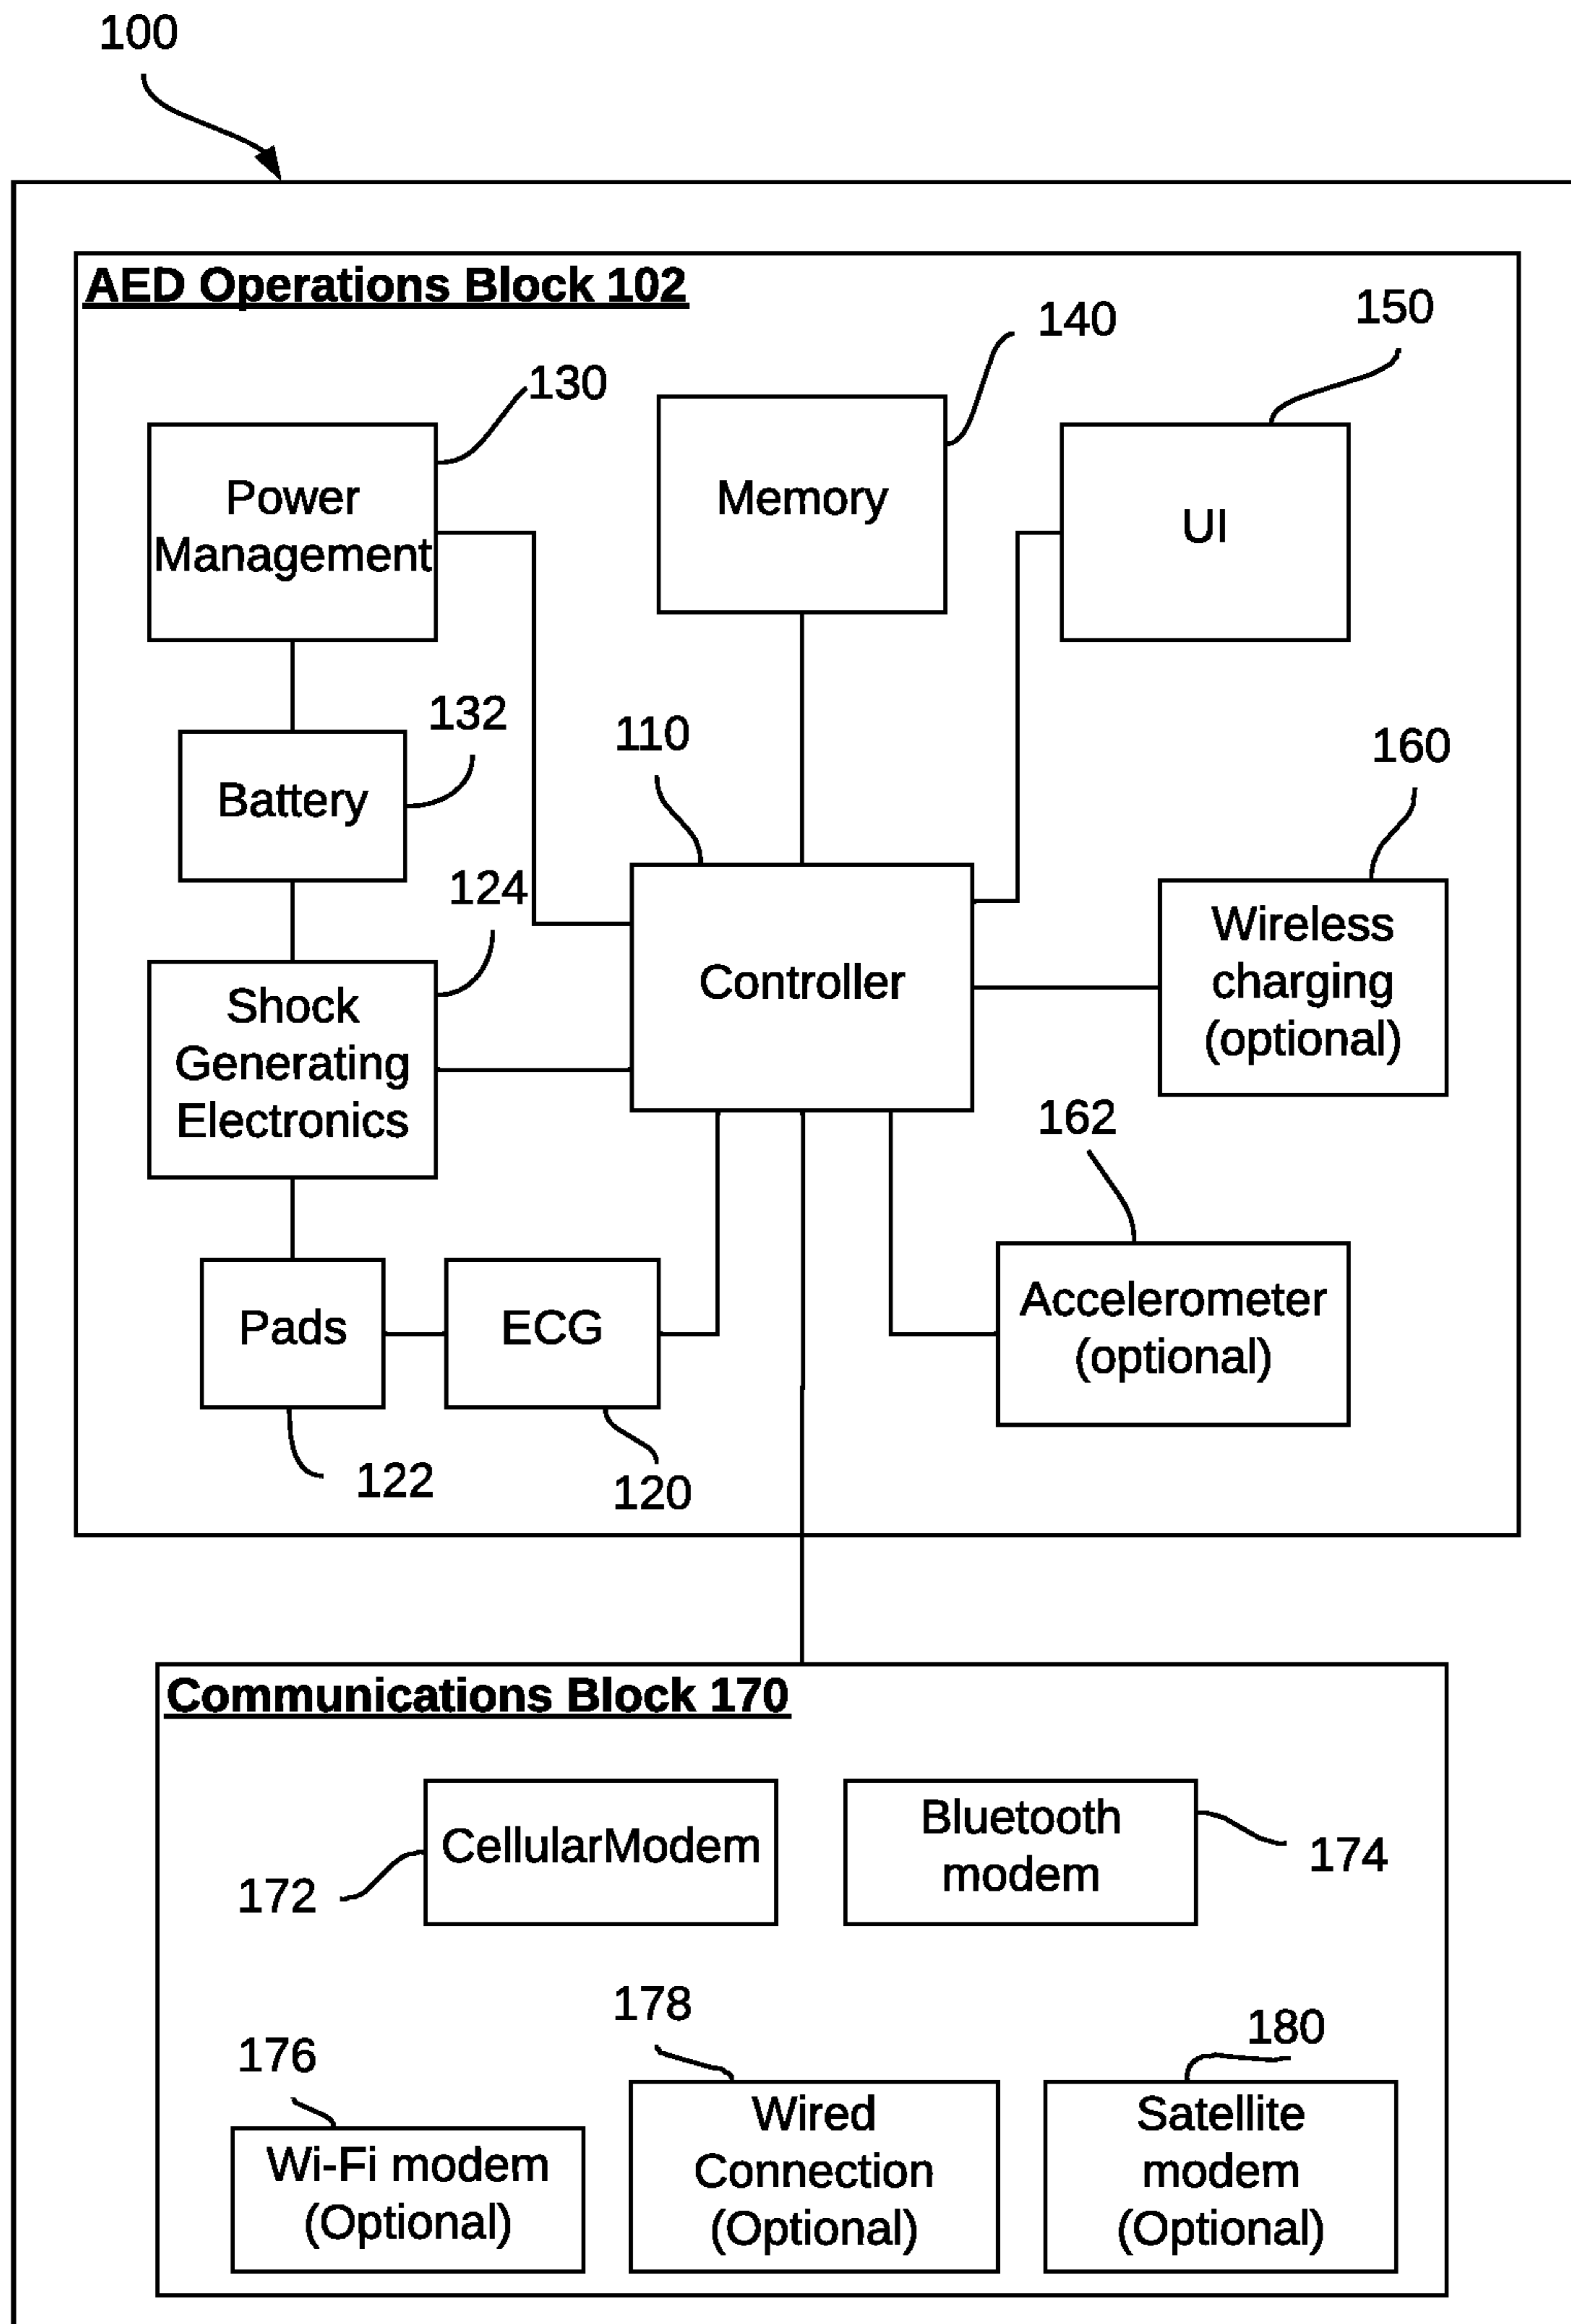 100
AED Operations Block 102
150
140
130
Power
Management
Memory
UI
132
110
160
Battery
124
Wireless
charging
(optional)
Controller
Shock
Generating
Electronics
162
Accelerometer
(optional)
Pads
ECG
122
120
Communications Block 170
CellularModem
Bluetooth
modem
174
172
178
180
176
Wi-Fi modem
(Optional)
Wired
Connection
(Optional)
Satellite
modem
(Optional)